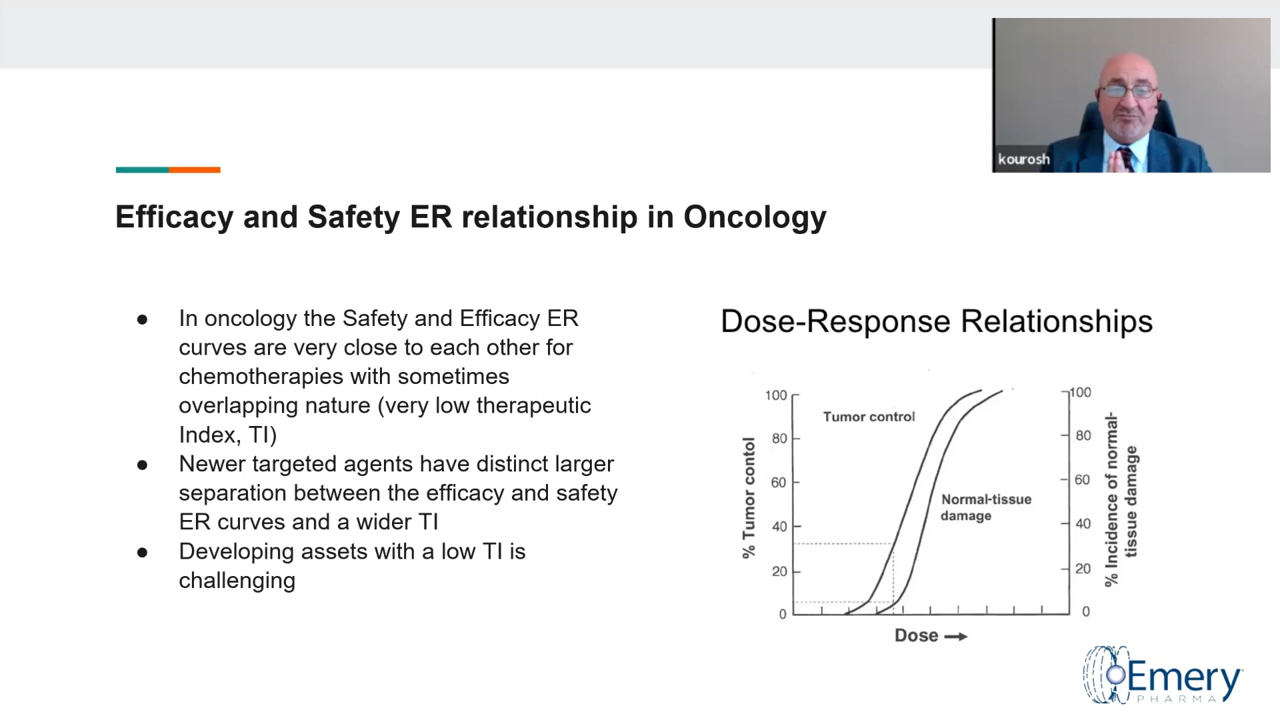 kourosh
Efficacy and Safety ER relationship in Oncology
● In oncology the Safety and Efficacy ER
curves are very close to each other for
chemotherapies with sometimes
overlapping nature (very low therapeutic
Index, TI)
● Newer targeted agents have distinct larger
separation between the efficacy and safety
ER curves and a wider TI
● Developing assets with a low TI is
challenging
Dose-Response Relationships
% Tumor contol
100
80
60
40
20
0
Tumor control
Normal-tissue
damage
100
80
60
40
20
0
% Incidence of normal-
tissue damage
Dose →
Emery
PHARMA